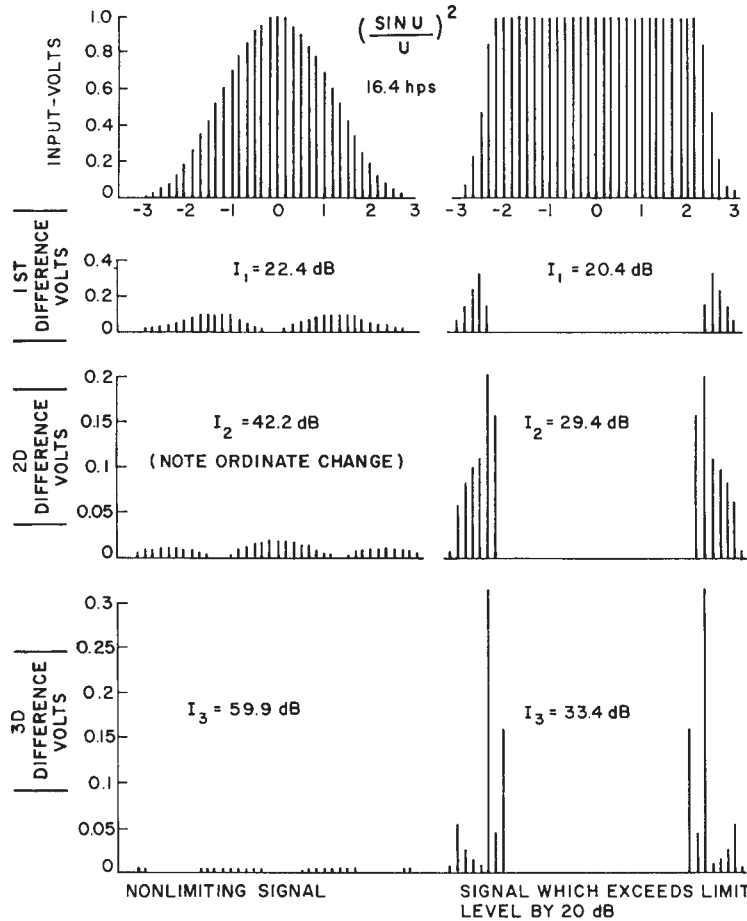 INPUT-VOLTS
1.0
0.8
0.6
0.4
0.2
0
(SIN U / U)²
16.4 hps
-3 -2 -1 0 1 2 3
-3 -2 -1 0 1 2 3
1 ST DIFFERENCE VOLTS
0.4
0.2
0
I₁ = 22.4 dB
I₁ = 20.4 dB
2D DIFFERENCE VOLTS
0.2
0.15
0.1
0.05
0
I₂ = 42.2 dB
(NOTE ORDINATE CHANGE)
I₂ = 29.4 dB
3D DIFFERENCE VOLTS
0.3
0.25
0.2
0.15
0.1
0.05
0
I₃ = 59.9 dB
I₃ = 33.4 dB
NONLIMITING SIGNAL
SIGNAL WHICH EXCEEDS LIMIT
LEVEL BY 20 dB